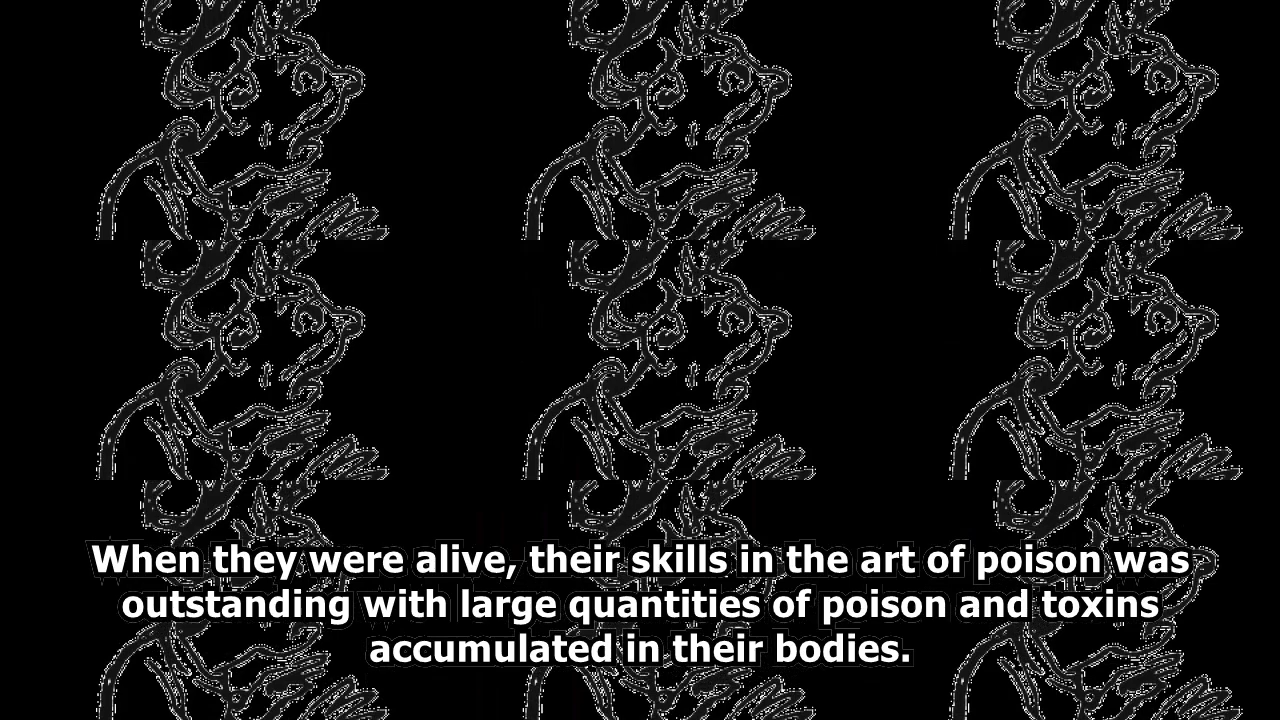 When they were alive, their skills in the art of poison was
outstanding with large quantities of poison and toxins
accumulated in their bodies.